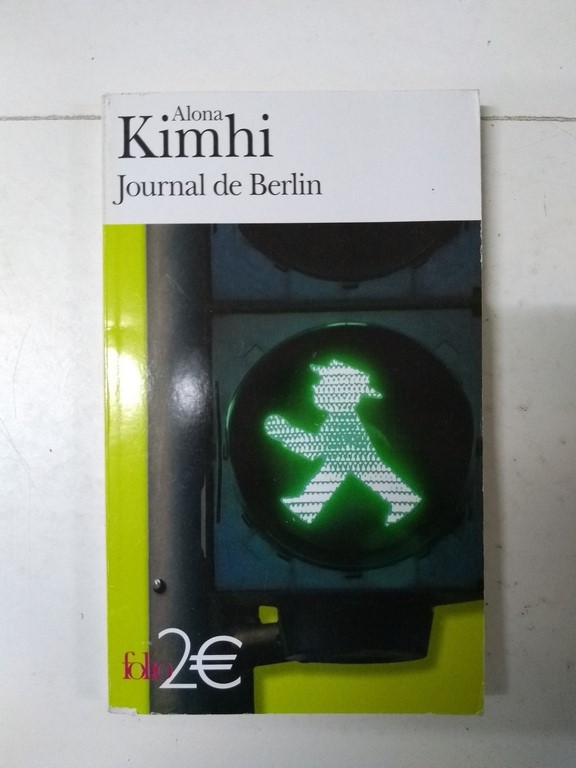 Alona
Kimhi
Journal de Berlin
folio 2€